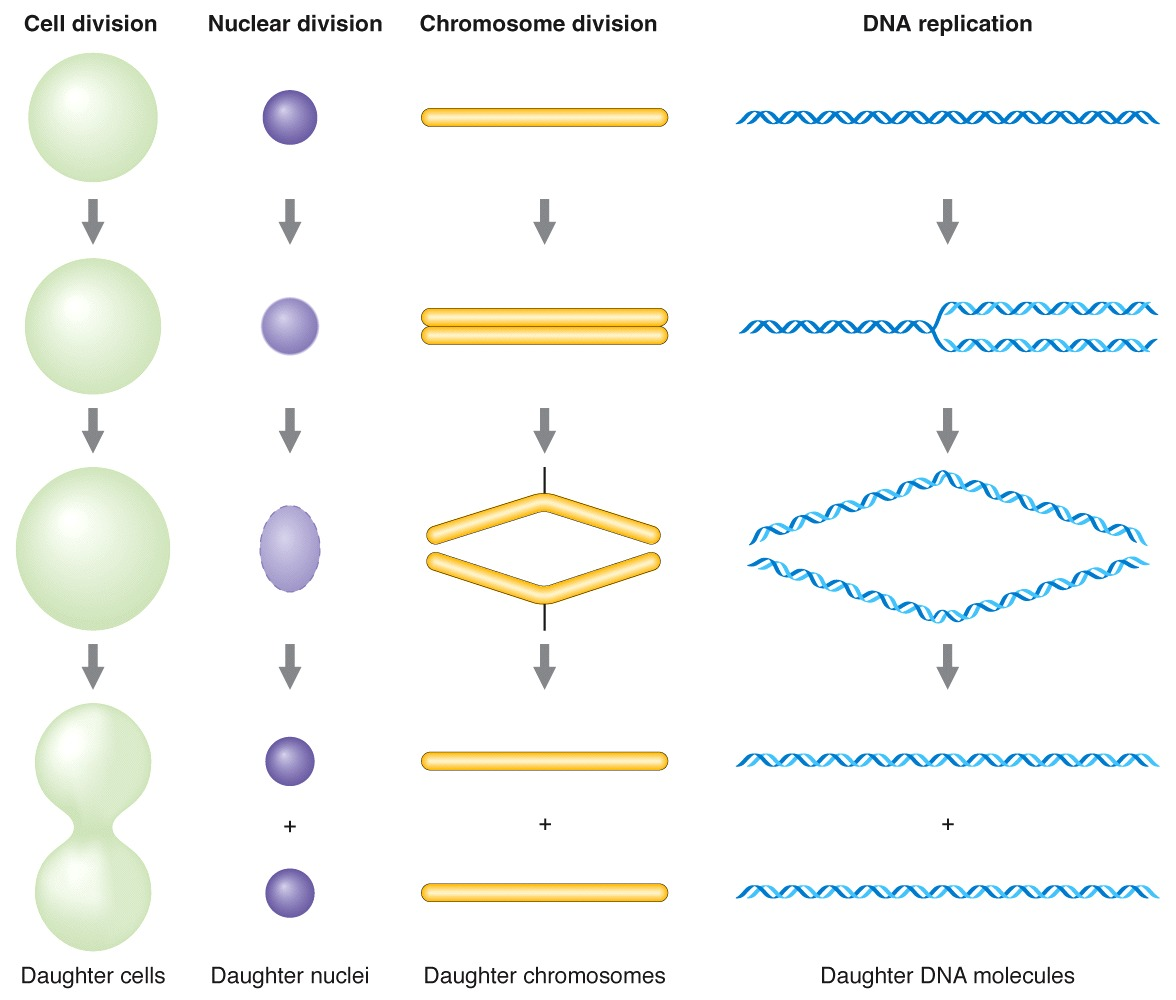 Cell division
Nuclear division
Chromosome division
DNA replication
+
+
+
Daughter cells
Daughter nuclei
Daughter chromosomes
Daughter DNA molecules